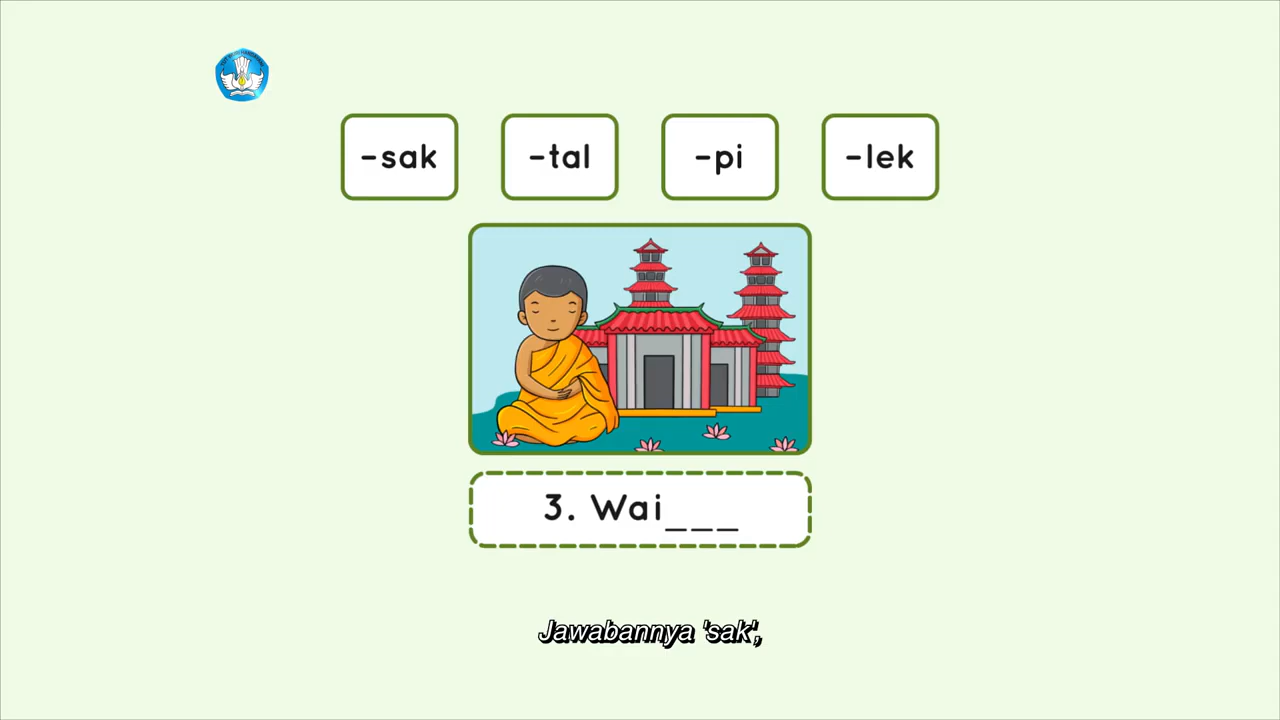 -sak
-tal
-pi
-lek
3. Wai___
Jawabannya 'sak',